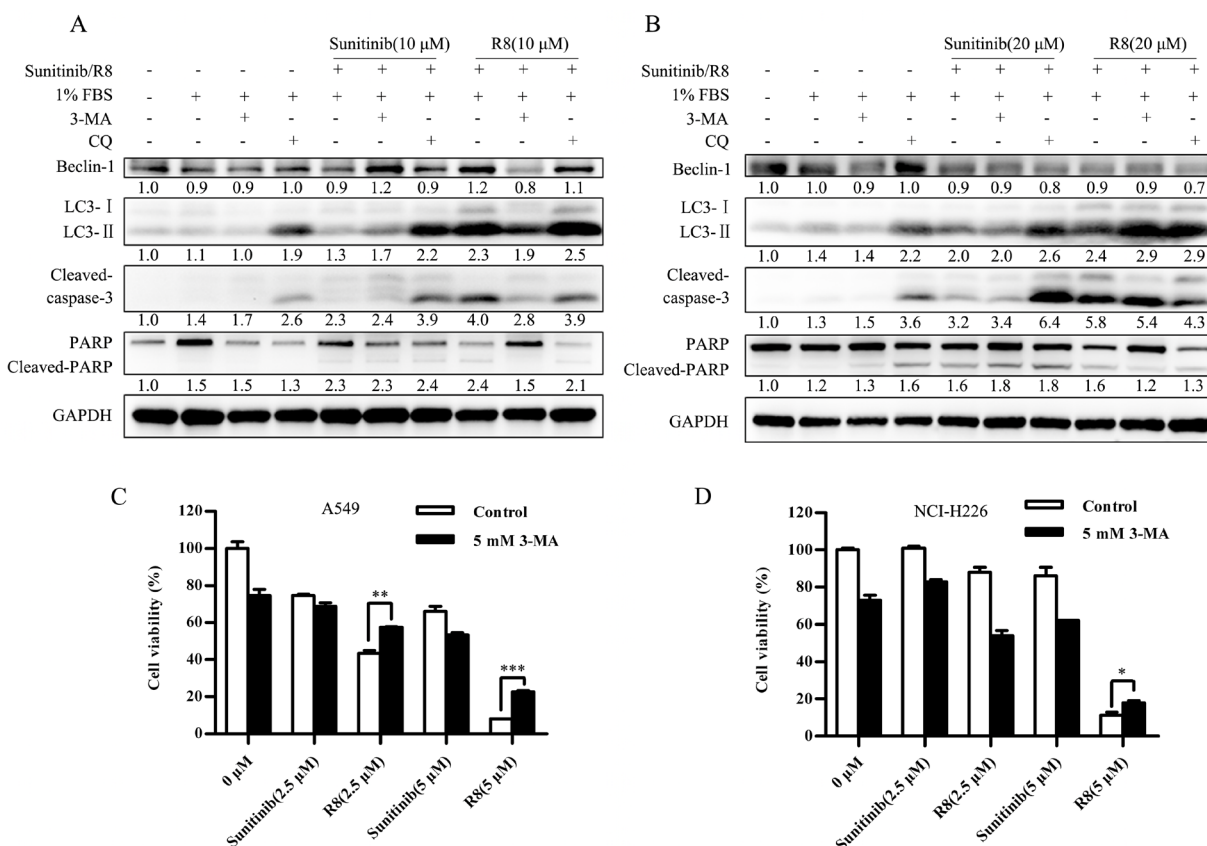 A
Sunitinib(10 μM) R8(10 μM)
Sunitinib/R8 - - - - + + + + + +
1% FBS - + + + + + + + + +
3-MA - - + - - + - - + -
CQ - - - + - - + - - +
Beclin-1
1.0 0.9 0.9 1.0 0.9 1.2 0.9 1.2 0.8 1.1
LC3- I
LC3- II
1.0 1.1 1.0 1.9 1.3 1.7 2.2 2.3 1.9 2.5
Cleaved-
caspase-3
1.0 1.4 1.7 2.6 2.3 2.4 3.9 4.0 2.8 3.9
PARP
Cleaved-PARP
1.0 1.5 1.5 1.3 2.3 2.3 2.4 2.4 1.5 2.1
GAPDH
B
Sunitinib(20 μM) R8(20 μM)
Sunitinib/R8 - - - - + + + + + +
1% FBS - + + + + + + + + +
3-MA - - + - - + - - + -
CQ - - - + - - + - - +
Beclin-1
1.0 1.0 0.9 1.0 0.9 0.9 0.8 0.9 0.9 0.7
LC3- I
LC3- II
1.0 1.4 1.4 2.2 2.0 2.0 2.6 2.4 2.9 2.9
Cleaved-
caspase-3
1.0 1.3 1.5 3.6 3.2 3.4 6.4 5.8 5.4 4.3
PARP
Cleaved-PARP
1.0 1.2 1.3 1.6 1.6 1.8 1.8 1.6 1.2 1.3
GAPDH
C
A549
Control
5 mM 3-MA
Cell viability (%)
120
100
80
60
40
20
0
**
***
0 μM
Sunitinib(2.5 μM)
R8(2.5 μM)
Sunitinib(5 μM)
R8(5 μM)
D
NCI-H226
Control
5 mM 3-MA
Cell viability (%)
120
100
80
60
40
20
0
*
0 μM
Sunitinib(2.5 μM)
R8(2.5 μM)
Sunitinib(5 μM)
R8(5 μM)